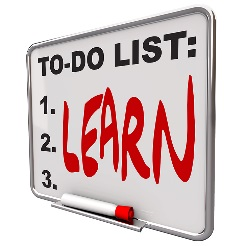 TO-DO LIST:
1.
2. LEARN
3.